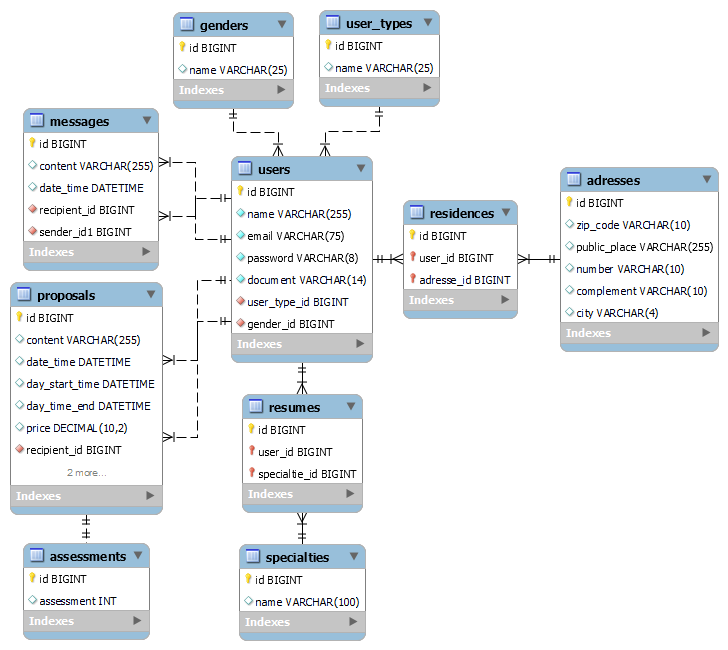 genders
id BIGINT
name VARCHAR(25)
Indexes
user_types
id BIGINT
name VARCHAR(25)
Indexes
messages
id BIGINT
content VARCHAR(255)
date_time DATETIME
recipient_id BIGINT
sender_id1 BIGINT
Indexes
users
id BIGINT
name VARCHAR(255)
email VARCHAR(75)
password VARCHAR(8)
document VARCHAR(14)
user_type_id BIGINT
gender_id BIGINT
Indexes
residences
id BIGINT
user_id BIGINT
adresse_id BIGINT
Indexes
adresses
id BIGINT
zip_code VARCHAR(10)
public_place VARCHAR(255)
number VARCHAR(10)
complement VARCHAR(10)
city VARCHAR(4)
Indexes
proposals
id BIGINT
content VARCHAR(255)
date_time DATETIME
day_start_time DATETIME
day_time_end DATETIME
price DECIMAL(10,2)
recipient_id BIGINT
2 more...
Indexes
resumes
id BIGINT
user_id BIGINT
specialtie_id BIGINT
Indexes
assessments
id BIGINT
assessment INT
Indexes
specialties
id BIGINT
name VARCHAR(100)
Indexes